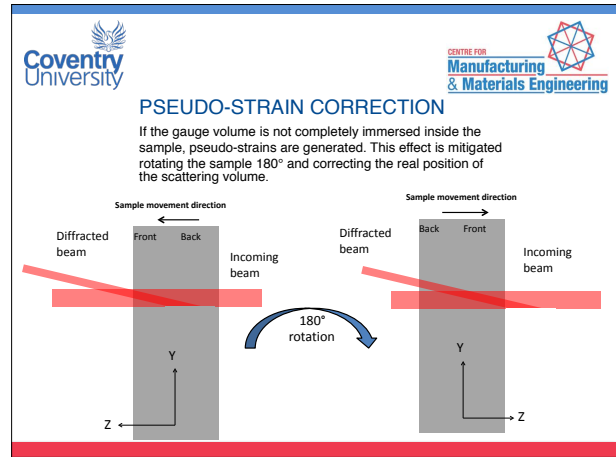 Coventry
University
CENTRE FOR
Manufacturing
& Materials Engineering
PSEUDO-STRAIN CORRECTION
If the gauge volume is not completely immersed inside the
sample, pseudo-strains are generated. This effect is mitigated
rotating the sample 180° and correcting the real position of
the scattering volume.
Sample movement direction
Diffracted
beam
Front
Back
Incoming
beam
Y
Z
180°
rotation
Sample movement direction
Diffracted
beam
Back
Front
Incoming
beam
Y
Z